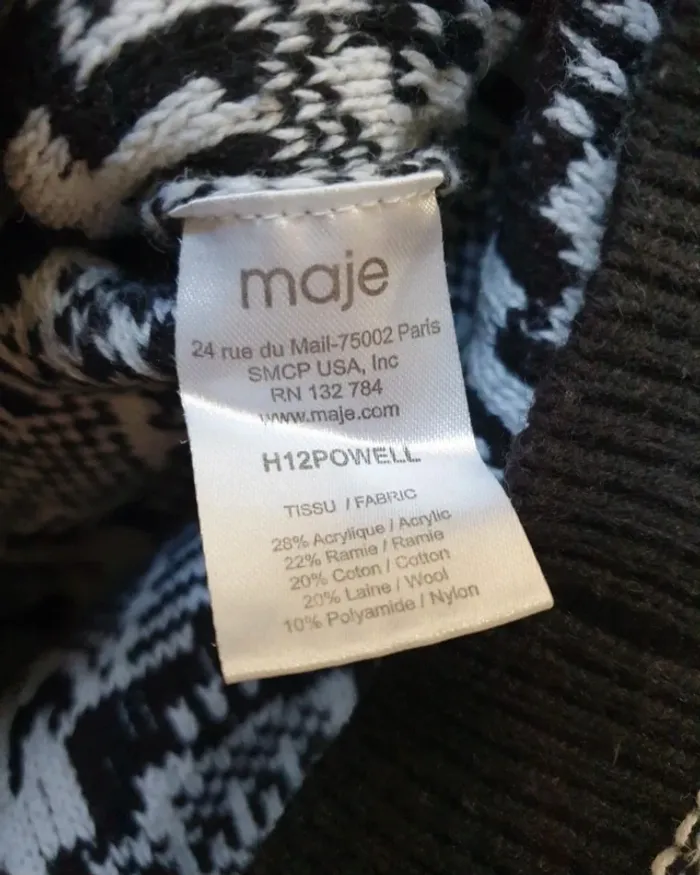 maje
24 rue du Mail-75002 Paris
SMCP USA, Inc
RN 132 784
www.maje.com
H12POWELL
TISSU / FABRIC
28% Acrylique / Acrylic
22% Ramie / Ramie
20% Coton / Cotton
20% Laine / Wool
10% Polyamide / Nylon